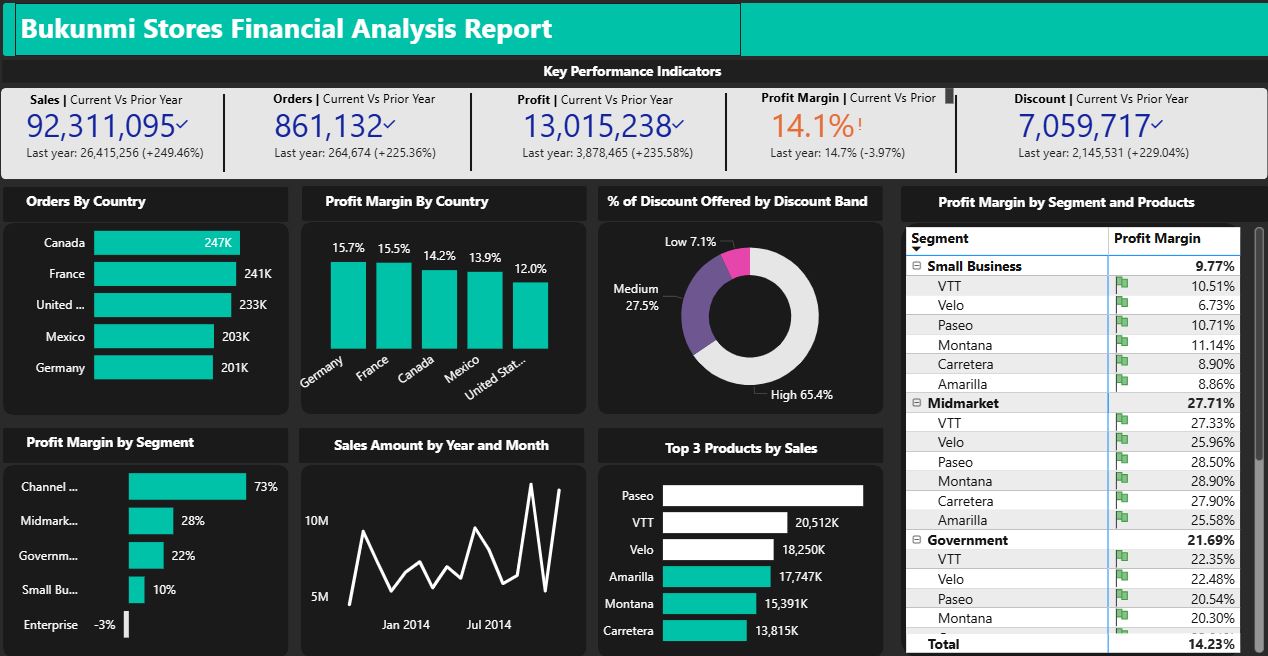 Bukunmi Stores Financial Analysis Report
Key Performance Indicators
Sales | Current Vs Prior Year
92,311,095
Last year: 26,415,256 (+249.46%)
Orders | Current Vs Prior Year
861,132
Last year: 264,674 (+225.36%)
Profit | Current Vs Prior Year
13,015,238
Last year: 3,878,465 (+235.58%)
Profit Margin | Current Vs Prior
14.1%!
Last year: 14.7% (-3.97%)
Discount | Current Vs Prior Year
7,059,717
Last year: 2,145,531 (+229.04%)
Orders By Country
Canada 247K
France 241K
United ... 233K
Mexico 203K
Germany 201K
Profit Margin By Country
15.7% 15.5% 14.2% 13.9% 12.0%
Germany France Canada Mexico United Stat...
% of Discount Offered by Discount Band
Low 7.1%
Medium
27.5%
High 65.4%
Profit Margin by Segment and Products
Segment Profit Margin
Small Business 9.77%
VTT 10.51%
Velo 6.73%
Paseo 10.71%
Montana 11.14%
Carretera 8.90%
Amarilla 8.86%
Midmarket 27.71%
VTT 27.33%
Velo 25.96%
Paseo 28.50%
Montana 28.90%
Carretera 27.90%
Amarilla 25.58%
Government 21.69%
VTT 22.35%
Velo 22.48%
Paseo 20.54%
Montana 20.30%
Total 14.23%
Profit Margin by Segment
Channel ... 73%
Midmark... 28%
Governm... 22%
Small Bu... 10%
Enterprise -3%
Sales Amount by Year and Month
10M
5M
Jan 2014 Jul 2014
Top 3 Products by Sales
Paseo
VTT 20,512K
Velo 18,250K
Amarilla 17,747K
Montana 15,391K
Carretera 13,815K